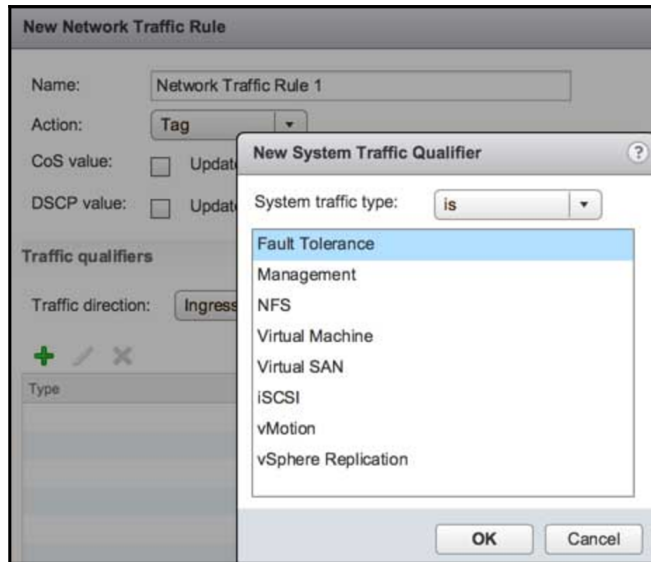 New Network Traffic Rule
Name: Network Traffic Rule 1
Action: Tag
CoS value:
DSCP value:
Traffic qualifiers
Traffic direction: Ingress
Type
New System Traffic Qualifier ?
System traffic type: is
Fault Tolerance
Management
NFS
Virtual Machine
Virtual SAN
iSCSI
vMotion
vSphere Replication
OK Cancel